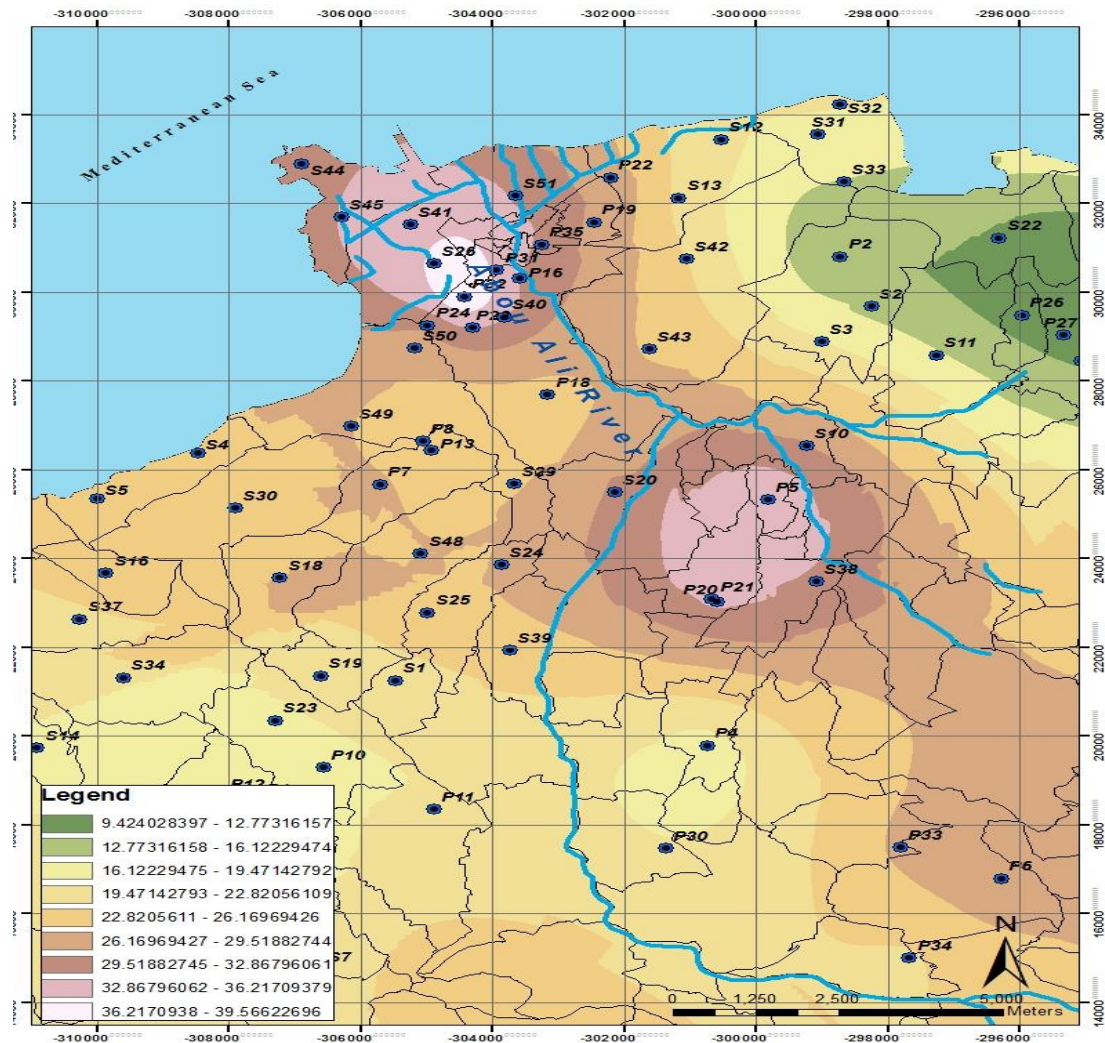 -310000 -308000 -306000 -304000 -302000 -300000 -298000 -296000
Mediterranean Sea
34000
S32
S31
S12
S33
S44
P22
S51
S13
32000
S45
S41
P19
S22
P35
S42
P2
S26
P31
P16
30000
S2
P26
S40
P24
P23
S3
P27
S50
S43
S11
Abou Ali River
28000
P18
S49
P8
P13
S10
S4
26000
P7
S29
S20
P5
S5
S30
S48
S24
24000
S16
S18
S38
P20
P21
S37
S25
S39
22000
S34
S19
S1
S23
S14
20000
P10
P4
P12
P11
18000
P30
P33
P6
16000
S7
P34
14000
Legend
9.424028397 - 12.77316157
12.77316158 - 16.12229474
16.12229475 - 19.47142792
19.47142793 - 22.82056109
22.8205611 - 26.16969426
26.16969427 - 29.51882744
29.51882745 - 32.86796061
32.86796062 - 36.21709379
36.2170938 - 39.56622696
N
0 1,250 2,500 5,000
Meters
-310000 -308000 -306000 -304000 -302000 -300000 -298000 -296000